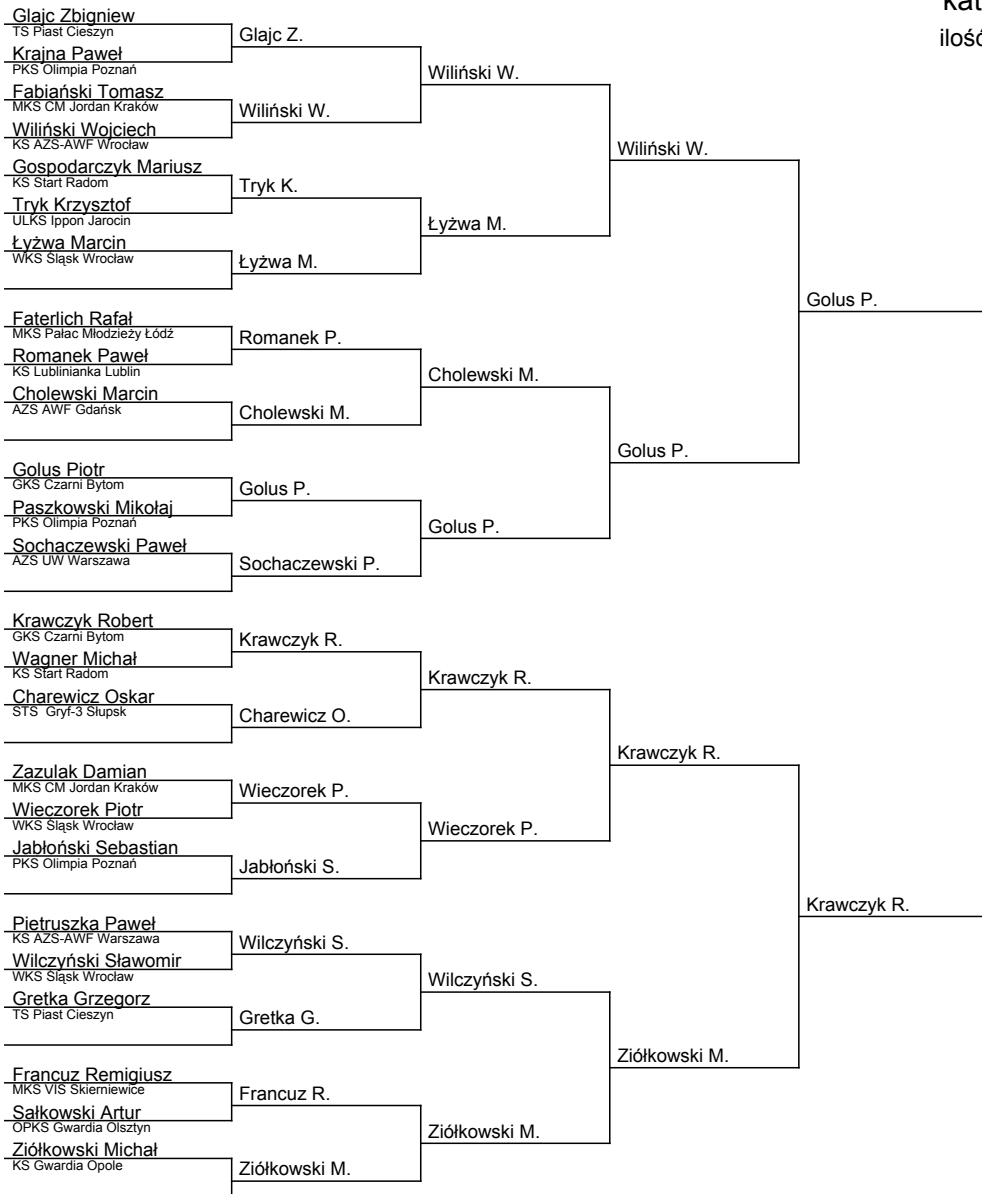 kat
ilość
Glajc Zbigniew
TS Piast Cieszyn
Krajna Paweł
PKS Olimpia Poznań
Fabiański Tomasz
MKS CM Jordan Kraków
Wiliński Wojciech
KS AZS-AWF Wrocław
Gospodarczyk Mariusz
KS Start Radom
Tryk Krzysztof
ULKS Ippon Jarocin
Łyżwa Marcin
WKS Śląsk Wrocław
Faterlich Rafał
MKS Pałac Młodzieży Łódź
Romanek Paweł
KS Lublinianka Lublin
Cholewski Marcin
AZS AWF Gdańsk
Golus Piotr
GKS Czarni Bytom
Paszkowski Mikołaj
PKS Olimpia Poznań
Sochaczewski Paweł
AZS UW Warszawa
Krawczyk Robert
GKS Czarni Bytom
Wagner Michał
KS Start Radom
Charewicz Oskar
STS Gryf-3 Słupsk
Zazulak Damian
MKS CM Jordan Kraków
Wieczorek Piotr
WKS Śląsk Wrocław
Jabłoński Sebastian
PKS Olimpia Poznań
Pietruszka Paweł
KS AZS-AWF Warszawa
Wilczyński Sławomir
WKS Śląsk Wrocław
Gretka Grzegorz
TS Piast Cieszyn
Francuz Remigiusz
MKS VIS Skierniewice
Sałkowski Artur
OPKS Gwardia Olsztyn
Ziółkowski Michał
KS Gwardia Opole
Glajc Z.
Wiliński W.
Tryk K.
Łyżwa M.
Romanek P.
Cholewski M.
Golus P.
Sochaczewski P.
Krawczyk R.
Charewicz O.
Wieczorek P.
Jabłoński S.
Wilczyński S.
Gretka G.
Francuz R.
Ziółkowski M.
Wiliński W.
Łyżwa M.
Cholewski M.
Golus P.
Krawczyk R.
Wieczorek P.
Wilczyński S.
Ziółkowski M.
Wiliński W.
Golus P.
Krawczyk R.
Ziółkowski M.
Golus P.
Krawczyk R.